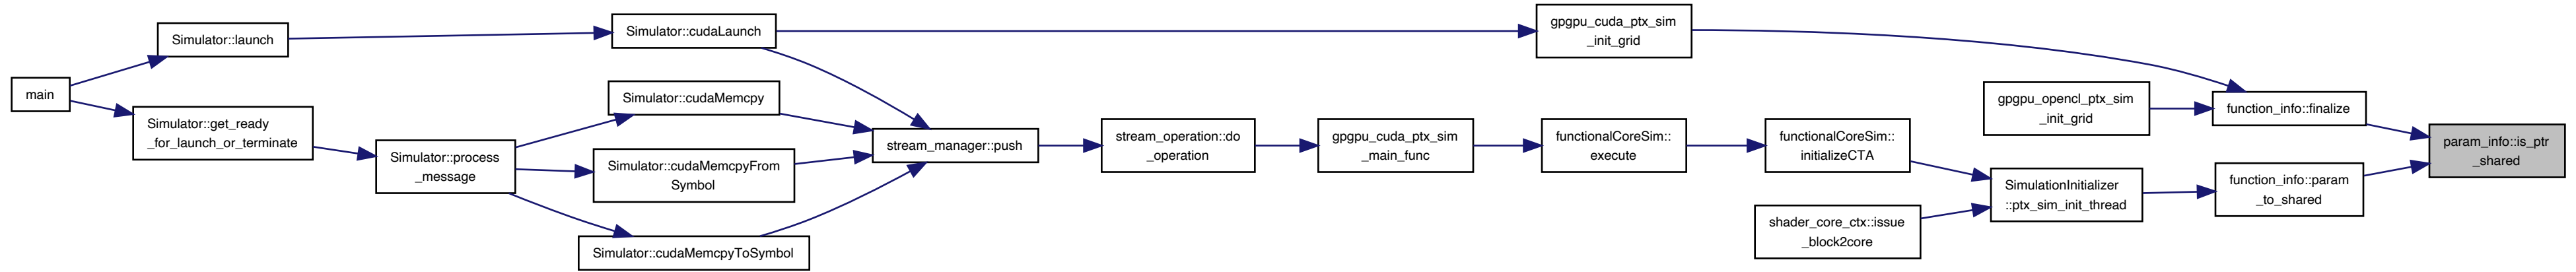 main
Simulator::launch
Simulator::get_ready
_for_launch_or_terminate
Simulator::process
_message
Simulator::cudaLaunch
Simulator::cudaMemcpy
Simulator::cudaMemcpyFrom
Symbol
Simulator::cudaMemcpyToSymbol
stream_manager::push
stream_operation::do
_operation
gpgpu_cuda_ptx_sim
_main_func
gpgpu_cuda_ptx_sim
_init_grid
functionalCoreSim::
execute
functionalCoreSim::
initializeCTA
shader_core_ctx::issue
_block2core
gpgpu_opencl_ptx_sim
_init_grid
SimulationInitializer
::ptx_sim_init_thread
function_info::finalize
function_info::param
_to_shared
param_info::is_ptr
_shared